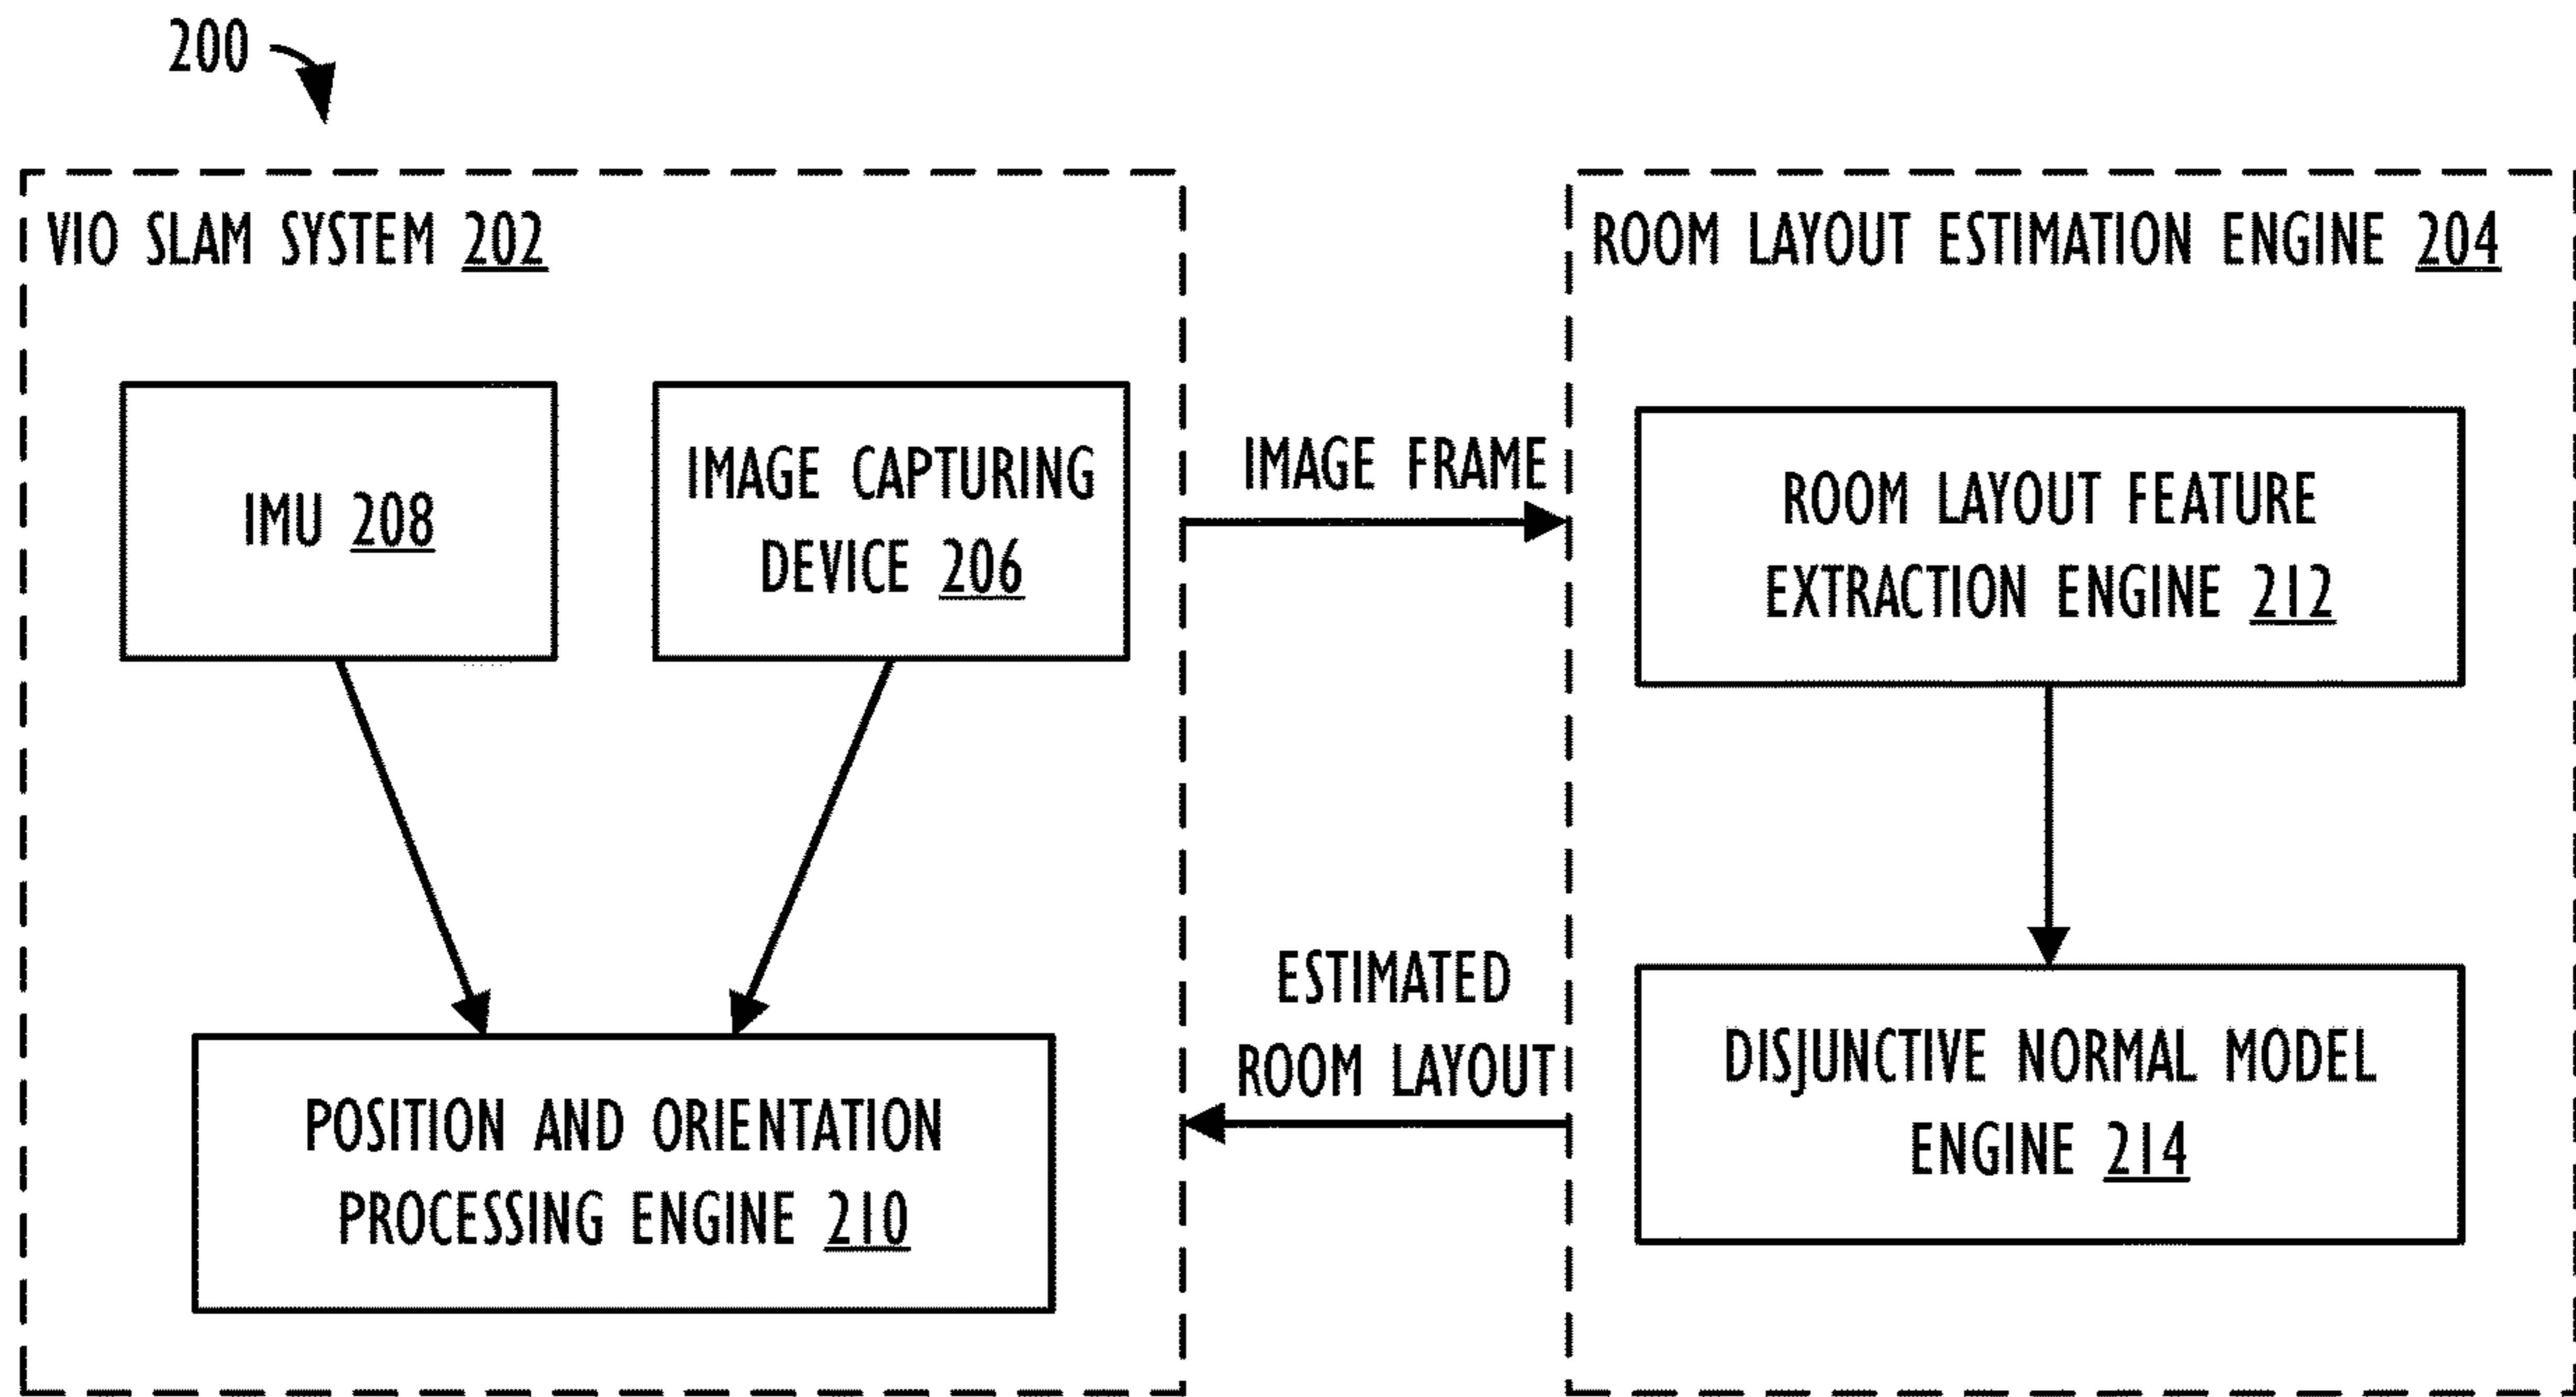 200
VIO SLAM SYSTEM 202
IMU 208
IMAGE CAPTURING
DEVICE 206
POSITION AND ORIENTATION
PROCESSING ENGINE 210
IMAGE FRAME
ESTIMATED
ROOM LAYOUT
ROOM LAYOUT ESTIMATION ENGINE 204
ROOM LAYOUT FEATURE
EXTRACTION ENGINE 212
DISJUNCTIVE NORMAL MODEL
ENGINE 214